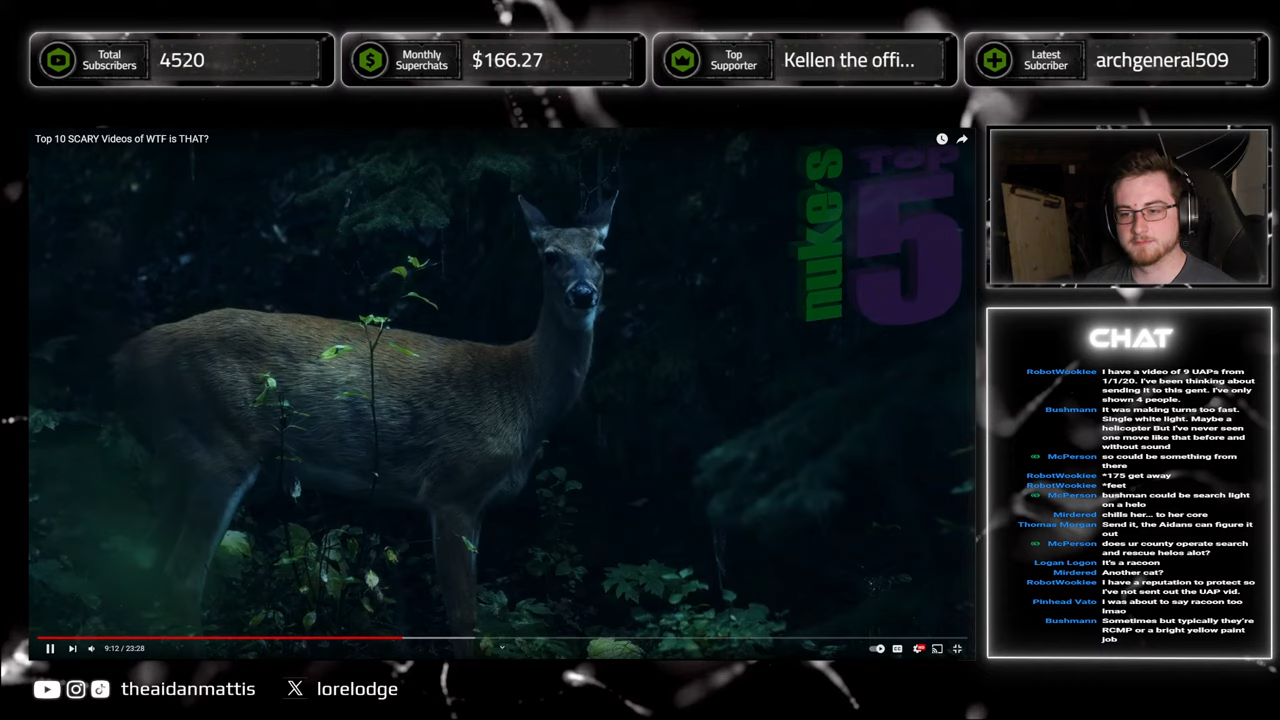 Total
Subscribers
4520
Monthly
Superchats
$166.27
Top
Supporter
Kellen the offi...
Latest
Subcriber
archgeneral509
Top 10 SCARY Videos of WTF is THAT?
nuke's
Top
5
CHAT
RobotWookiee I have a video of 9 UAPs from
1/1/20. I've been thinking about
sending it to this gent. I've only
shown 4 people.
Bushmann It was making turns too fast.
Single white light. Maybe a
helicopter But I've never seen
one move like that before and
without sound
McPerson so could be something from
there
RobotWookiee *175 get away
RobotWookiee *feet
McPerson bushman could be search light
on a helo
Mirdered chills her... to her core
Thomas Morgan Send it, the Aidans can figure it
out
McPerson does ur county operate search
and rescue helos alot?
Logan Logon It's a racoon
Mirdered Another cat?
RobotWookiee I have a reputation to protect so
I've not sent out the UAP vid.
Pinhead Vato I was about to say racoon too
lmao
Bushmann Sometimes but typically they're
RCMP or a bright yellow paint
job
9:12 / 23:28
theaidanmattis
lorelodge